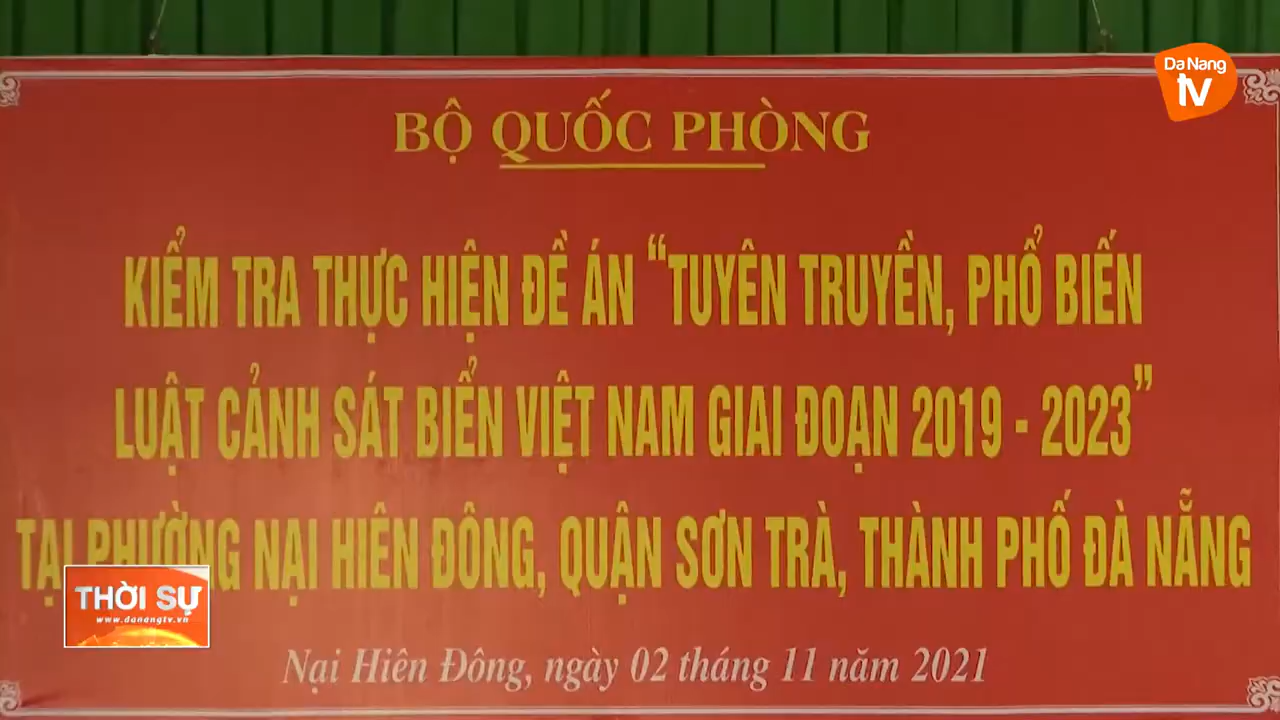 Da Nang
tv
BỘ QUỐC PHÒNG
KIỂM TRA THỰC HIỆN ĐỀ ÁN “TUYÊN TRUYỀN, PHỔ BIẾN
LUẬT CẢNH SÁT BIỂN VIỆT NAM GIAI ĐOẠN 2019 - 2023”
TẠI PHƯỜNG NẠI HIÊN ĐÔNG, QUẬN SƠN TRÀ, THÀNH PHỐ ĐÀ NẴNG
THỜI SỰ
www.danangtv.vn
Nại Hiên Đông, ngày 02 tháng 11 năm 2021